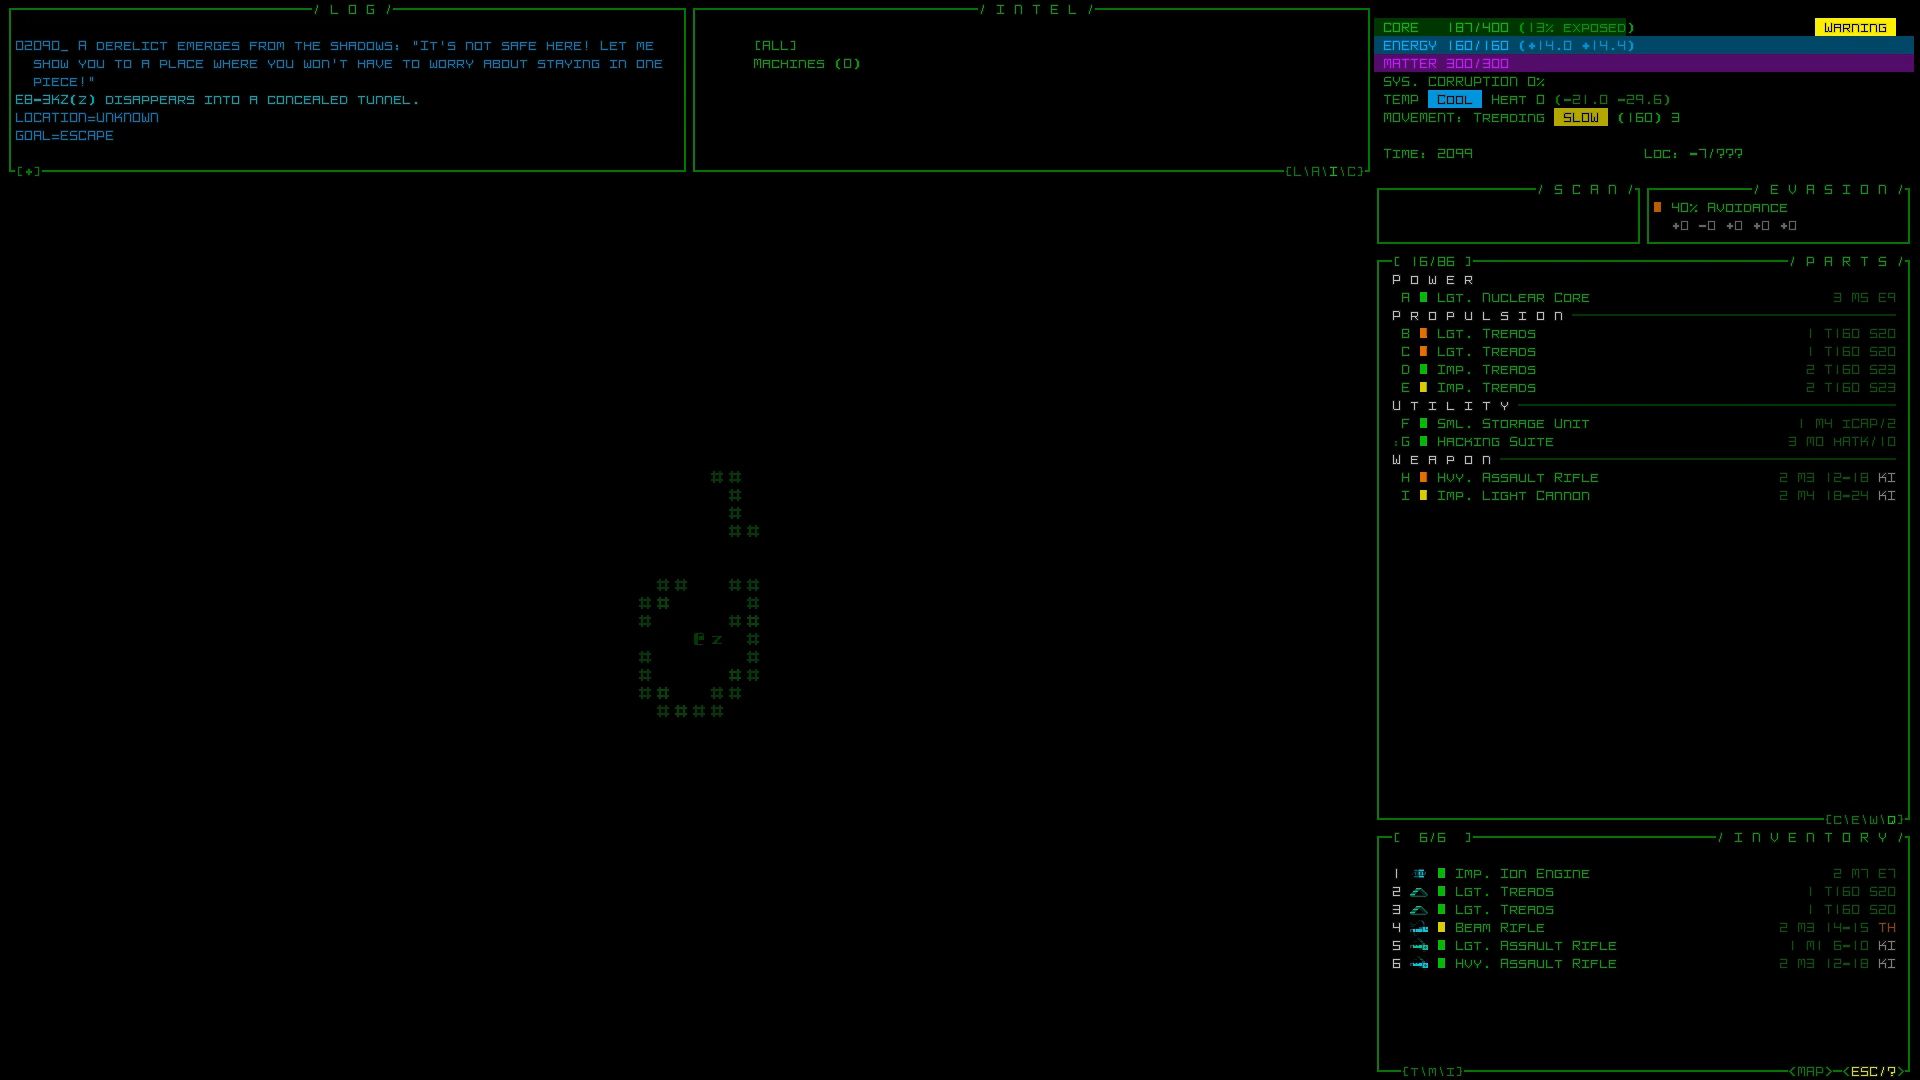 / L O G /
02090_ A DERELICT EMERGES FROM THE SHADOWS: "IT'S NOT SAFE HERE! LET ME
SHOW YOU TO A PLACE WHERE YOU WON'T HAVE TO WORRY ABOUT STAYING IN ONE
PIECE!"
E8-3KZ(Z) DISAPPEARS INTO A CONCEALED TUNNEL.
LOCATION=UNKNOWN
GOAL=ESCAPE
[+]
/ I N T E L /
[ALL]
MACHINES (0)
[L\A\I\C]
CORE 187/400 (13% EXPOSED) WARNING
ENERGY 160/160 (+14.0 +14.4)
MATTER 300/300
SYS. CORRUPTION 0%
TEMP COOL HEAT 0 (-21.0 -29.6)
MOVEMENT: TREADING SLOW (160) 3
TIME: 2099 LOC: -7/???
/ S C A N /
/ E V A S I O N /
40% AVOIDANCE
+0 -0 +0 +0 +0
[ 16/86 ] / P A R T S /
P O W E R
A LGT. NUCLEAR CORE 3 M5 E9
P R O P U L S I O N
B LGT. TREADS 1 T160 S20
C LGT. TREADS 1 T160 S20
D IMP. TREADS 2 T160 S23
E IMP. TREADS 2 T160 S23
U T I L I T Y
F SML. STORAGE UNIT 1 M4 ICAP/2
:G HACKING SUITE 3 M0 HATK/10
W E A P O N
H HVY. ASSAULT RIFLE 2 M3 12-18 KI
I IMP. LIGHT CANNON 2 M4 18-24 KI
[C\E\W\Q]
# #
#
#
# #
# # # #
# # #
# # #
@ Z #
# #
# # #
# # # #
# # # #
[ 6/6 ] / I N V E N T O R Y /
1 IMP. ION ENGINE 2 M7 E7
2 LGT. TREADS 1 T160 S20
3 LGT. TREADS 1 T160 S20
4 BEAM RIFLE 2 M3 14-15 TH
5 LGT. ASSAULT RIFLE 1 M1 6-10 KI
6 HVY. ASSAULT RIFLE 2 M3 12-18 KI
[T\M\I] <MAP> <ESC/?>